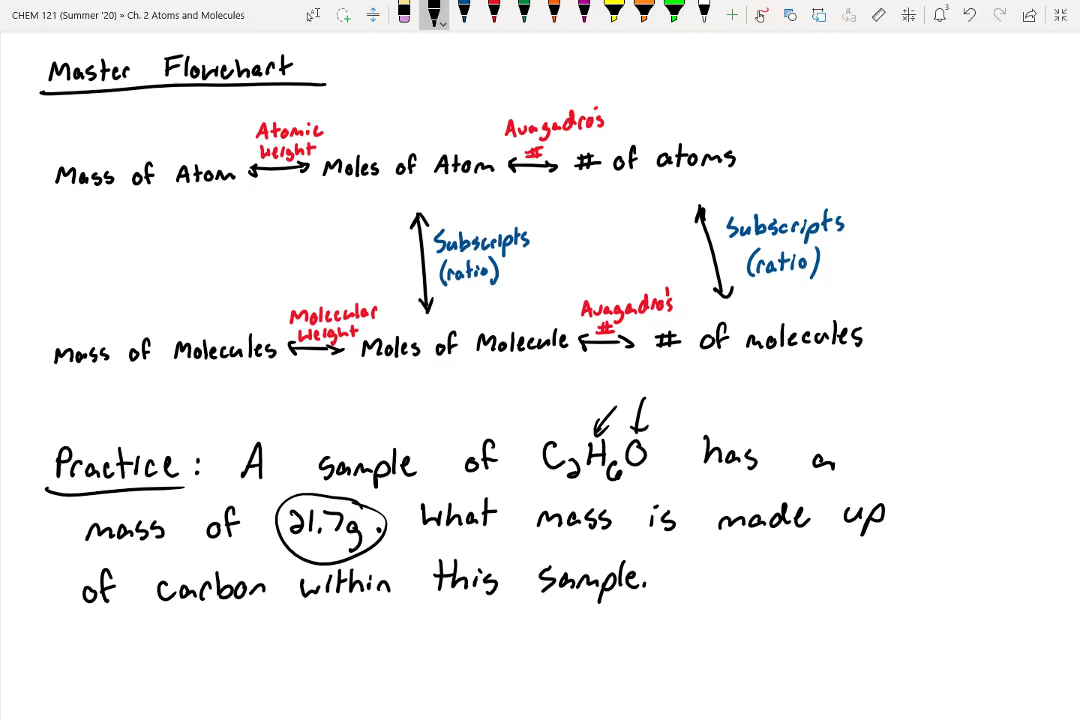 CHEM 121 (Summer '20) » Ch. 2 Atoms and Molecules
3
Master Flowchart
Atomic Weight
Avagadro's #
Mass of Atom ↔ Moles of Atom ↔ # of atoms
Subscripts (ratio)
Subscripts (ratio)
Molecular Weight
Avagadro's #
Mass of Molecules ↔ Moles of Molecule ↔ # of molecules
Practice: A sample of C₂H₆O has a
mass of 21.7g. What mass is made up
of carbon within this sample.